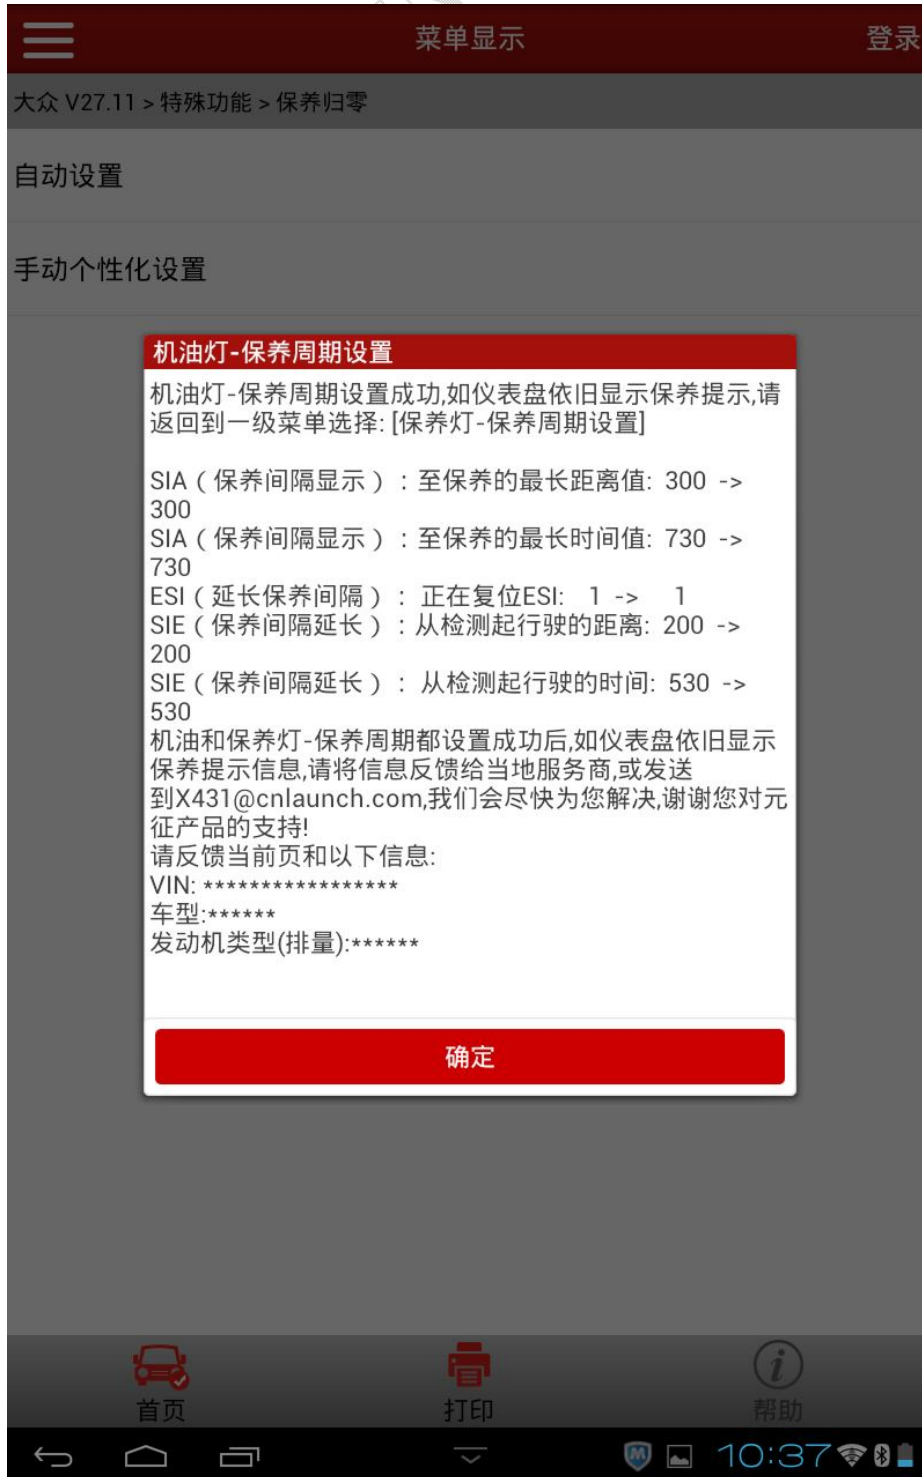 菜单显示
登录
大众 V27.11 > 特殊功能 > 保养归零
自动设置
手动个性化设置
机油灯-保养周期设置
机油灯-保养周期设置成功,如仪表盘依旧显示保养提示,请
返回到一级菜单选择: [保养灯-保养周期设置]
SIA（保养间隔显示）: 至保养的最长距离值: 300 ->
300
SIA（保养间隔显示）: 至保养的最长时间值: 730 ->
730
ESI（延长保养间隔）: 正在复位ESI: 1 -> 1
SIE（保养间隔延长）: 从检测起行驶的距离: 200 ->
200
SIE（保养间隔延长）: 从检测起行驶的时间: 530 ->
530
机油和保养灯-保养周期都设置成功后,如仪表盘依旧显示
保养提示信息,请将信息反馈给当地服务商,或发送
到X431@cnlaunch.com,我们会尽快为您解决,谢谢您对元
征产品的支持!
请反馈当前页和以下信息:
VIN: *****************
车型:******
发动机类型(排量):******
确定
首页
打印
帮助
10:37